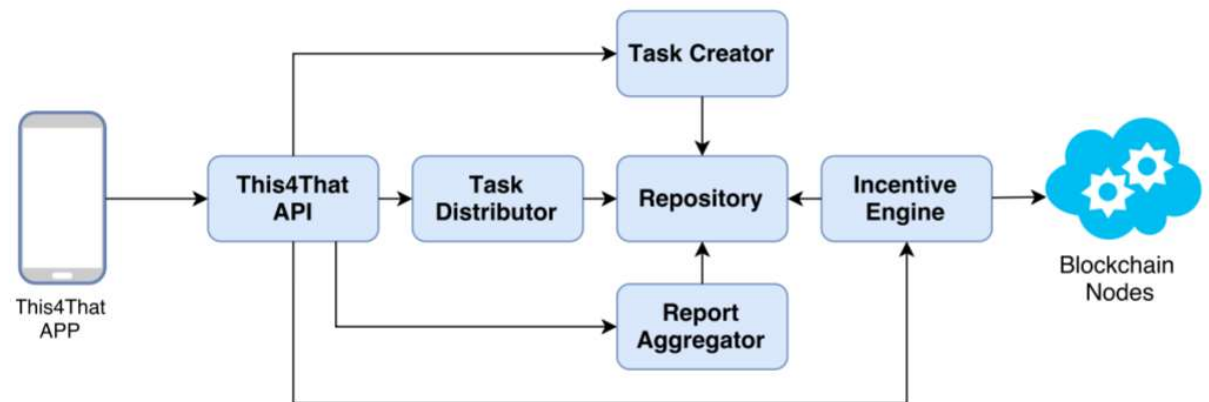 Task Creator
This4That
API
Task
Distributor
Repository
Incentive
Engine
This4That
APP
Report
Aggregator
Blockchain
Nodes